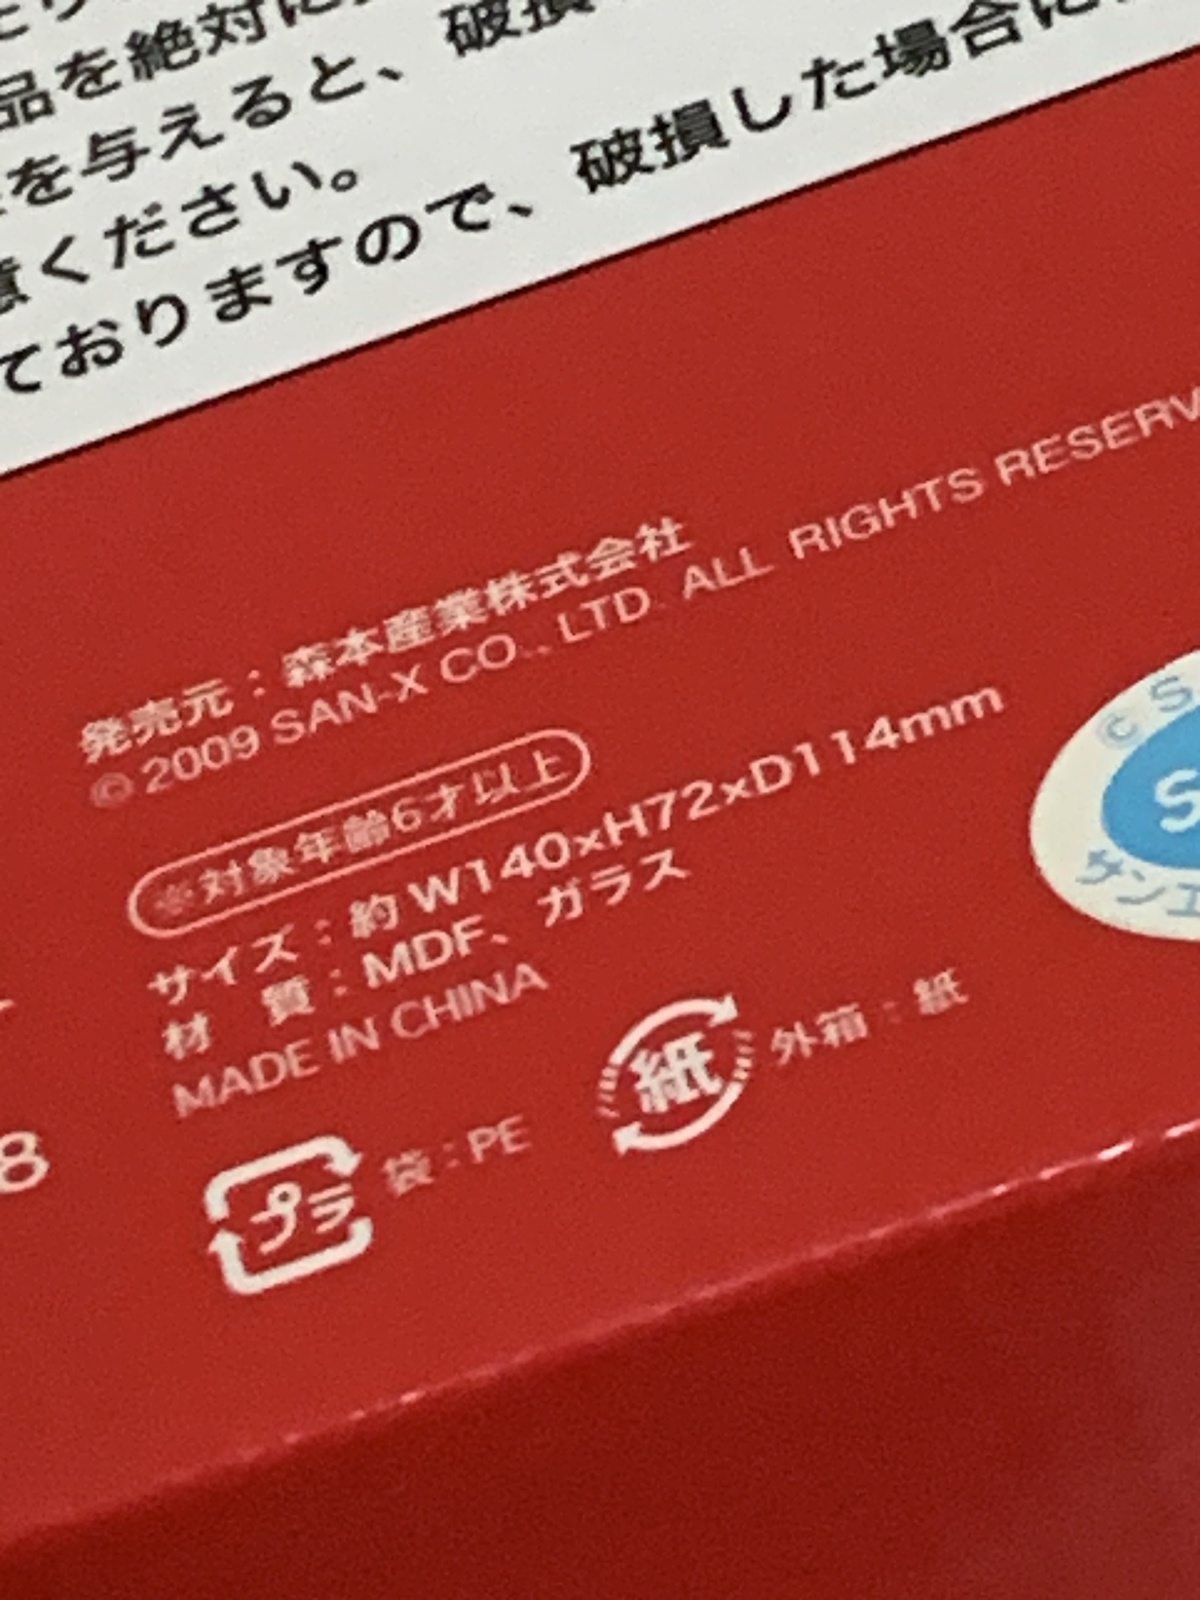 品を絶対に
を与えると、破損
意ください。
ておりますので、破損した場合に
発売元：森本産業株式会社
©2009 SAN-X CO., LTD. ALL RIGHTS RESERV
※対象年齢6才以上
サイズ：約 W140×H72×D114mm
材　質：MDF、ガラス
MADE IN CHINA
8
プラ 袋：PE
紙 外箱：紙
© S
S
サンエ